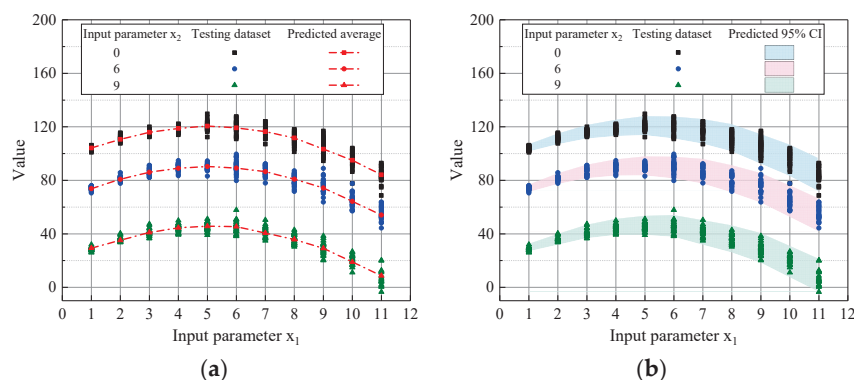 Input parameter x2 Testing dataset Predicted average
0
6
9
200
160
120
80
40
0
Value
0 1 2 3 4 5 6 7 8 9 10 11 12
Input parameter x1
(a)
Input parameter x2 Testing dataset Predicted 95% CI
0
6
9
200
160
120
80
40
0
Value
0 1 2 3 4 5 6 7 8 9 10 11 12
Input parameter x1
(b)